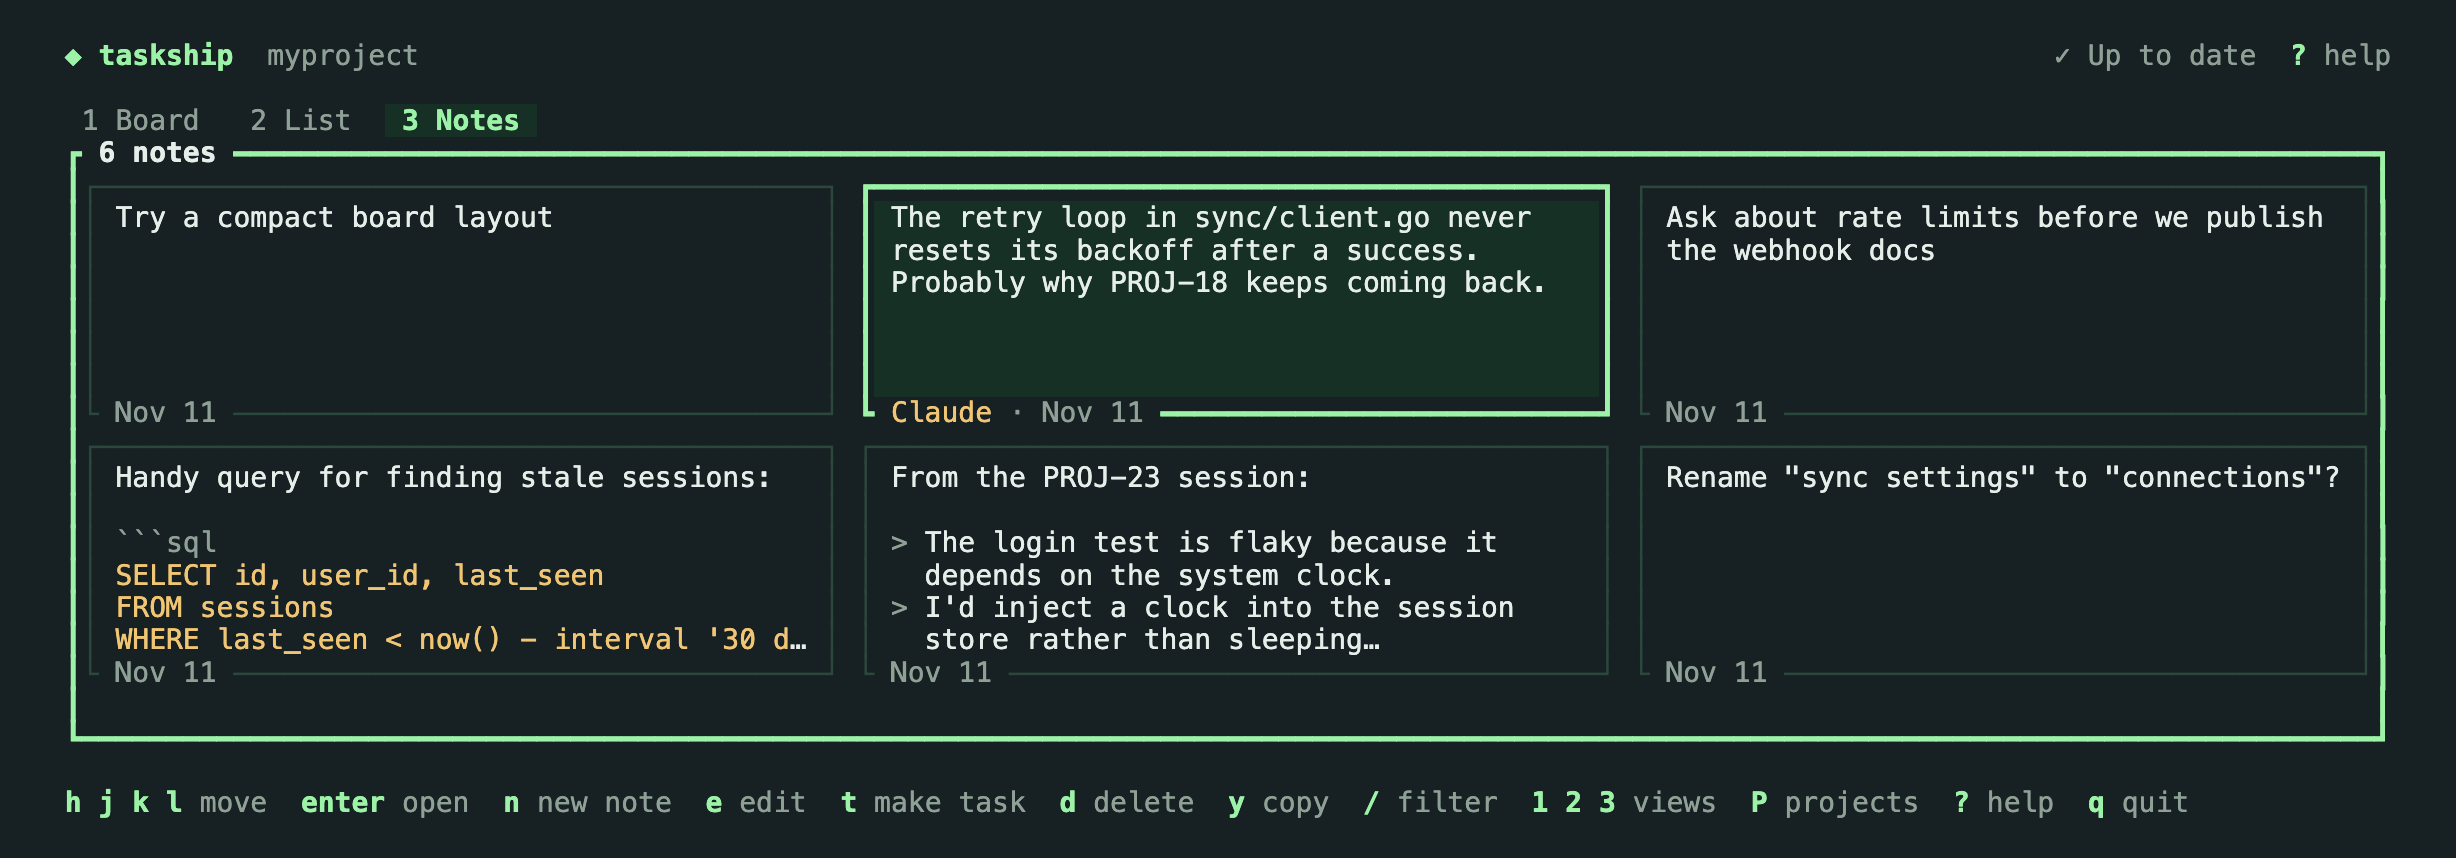 ◆ taskship myproject ✓ Up to date ? help
1 Board 2 List 3 Notes
6 notes
Try a compact board layout
Nov 11
The retry loop in sync/client.go never
resets its backoff after a success.
Probably why PROJ-18 keeps coming back.
Claude · Nov 11
Ask about rate limits before we publish
the webhook docs
Nov 11
Handy query for finding stale sessions:
```sql
SELECT id, user_id, last_seen
FROM sessions
WHERE last_seen < now() - interval '30 d…
Nov 11
From the PROJ-23 session:
> The login test is flaky because it
depends on the system clock.
> I'd inject a clock into the session
store rather than sleeping…
Nov 11
Rename "sync settings" to "connections"?
Nov 11
h j k l move enter open n new note e edit t make task d delete y copy / filter 1 2 3 views P projects ? help q quit